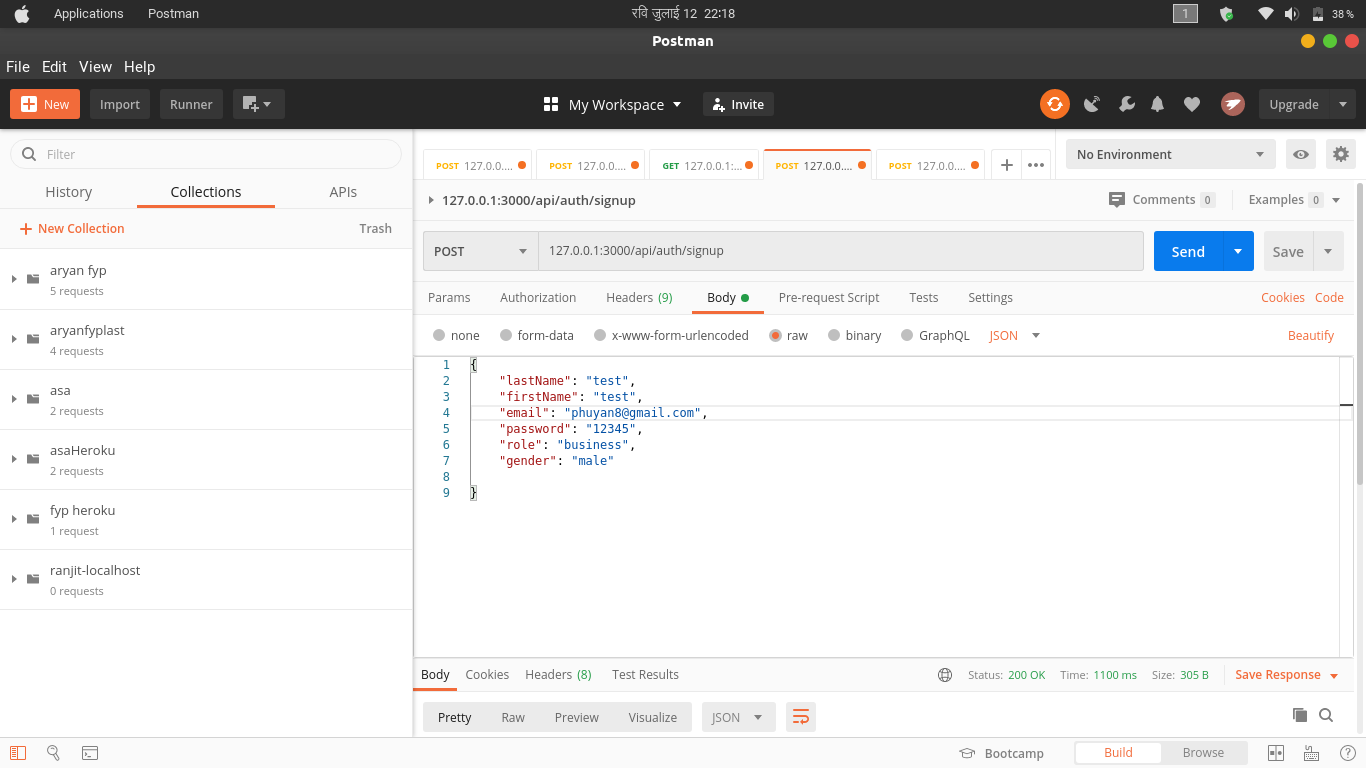 Applications Postman रवि जुलाई 12 22:18 1 38 %
Postman
File Edit View Help
New Import Runner My Workspace Invite Upgrade
Filter
History Collections APIs
New Collection Trash
aryan fyp
5 requests
aryanfyplast
4 requests
asa
2 requests
asaHeroku
2 requests
fyp heroku
1 request
ranjit-localhost
0 requests
POST 127.0.0.... POST 127.0.0.... GET 127.0.0.1:... POST 127.0.0.... POST 127.0.0.... No Environment
127.0.0.1:3000/api/auth/signup Comments 0 Examples 0
POST 127.0.0.1:3000/api/auth/signup Send Save
Params Authorization Headers (9) Body Pre-request Script Tests Settings Cookies Code
none form-data x-www-form-urlencoded raw binary GraphQL JSON Beautify
1 {
2 "lastName": "test",
3 "firstName": "test",
4 "email": "phuyan8@gmail.com",
5 "password": "12345",
6 "role": "business",
7 "gender": "male"
8
9 }
Body Cookies Headers (8) Test Results Status: 200 OK Time: 1100 ms Size: 305 B Save Response
Pretty Raw Preview Visualize JSON
Bootcamp Build Browse ?